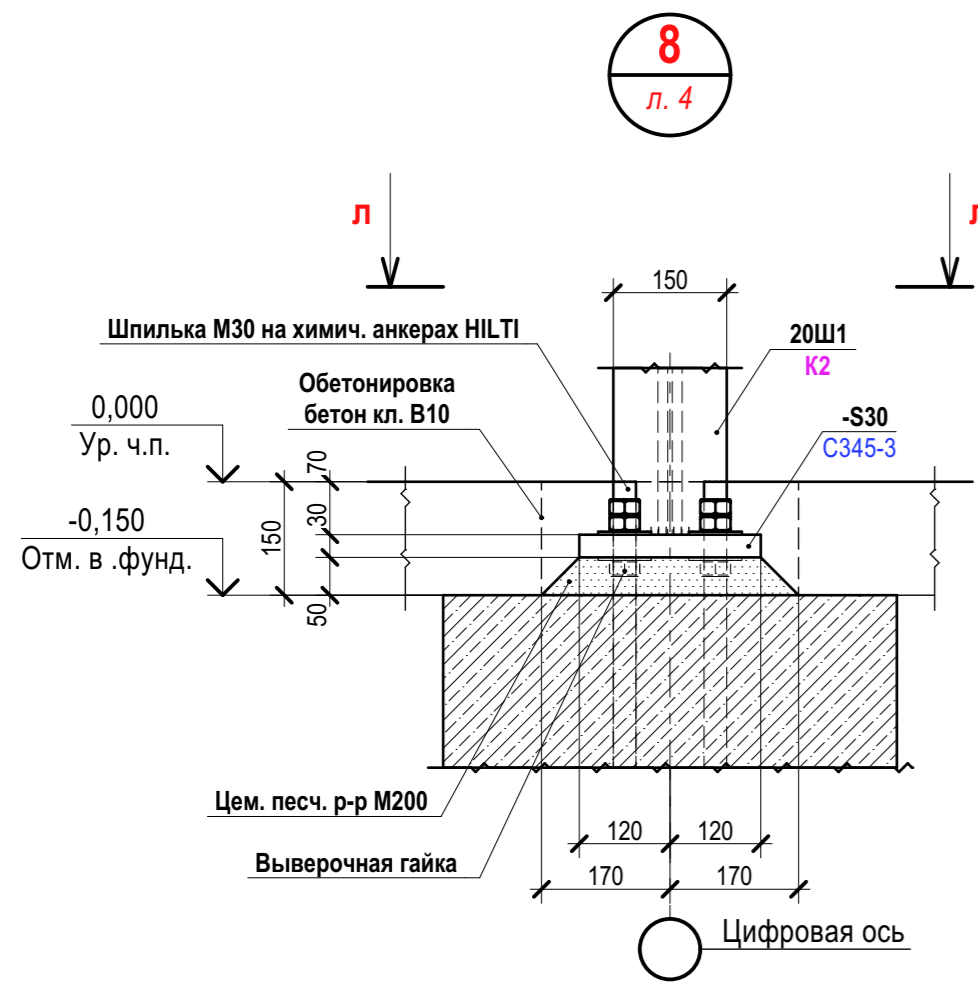 8
л. 4
Л
Л
150
Шпилька М30 на химич. анкерах HILTI
20Ш1
К2
Обетонировка
бетон кл. В10
-S30
С345-3
0,000
Ур. ч.п.
-0,150
Отм. в .фунд.
150
70
30
50
Цем. песч. р-р М200
Выверочная гайка
120
120
170
170
Цифровая ось